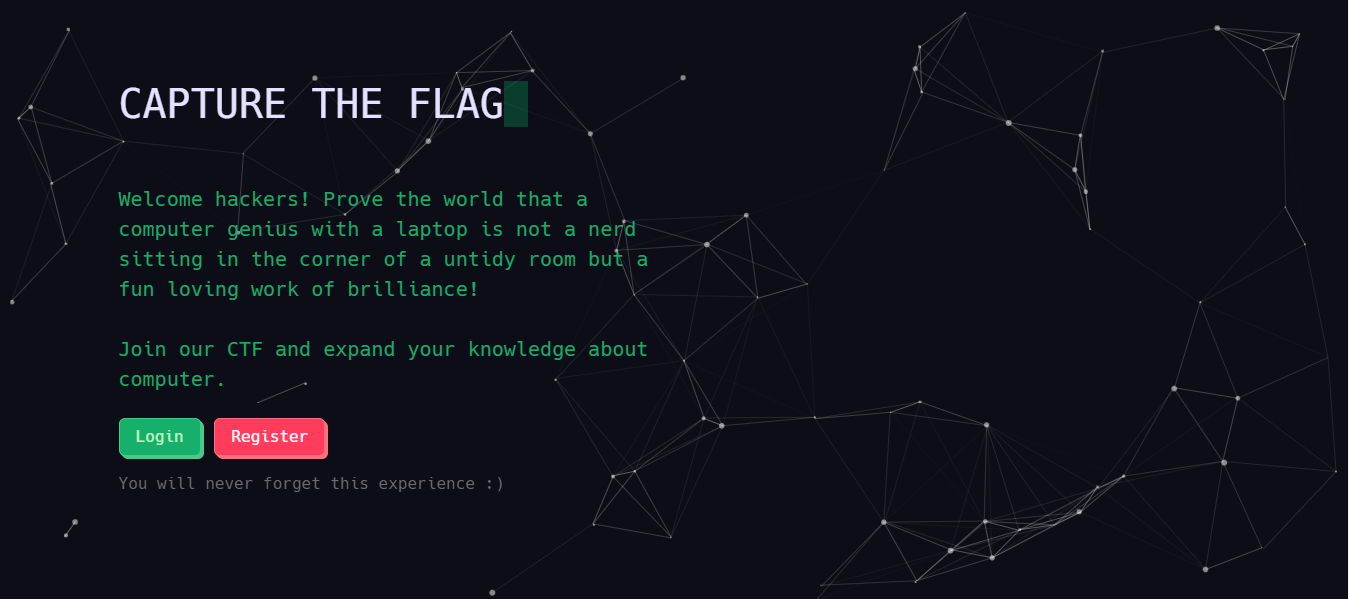 CAPTURE THE FLAG
Welcome hackers! Prove the world that a
computer genius with a laptop is not a nerd
sitting in the corner of a untidy room but a
fun loving work of brilliance!
Join our CTF and expand your knowledge about
computer.
Login Register
You will never forget this experience :)